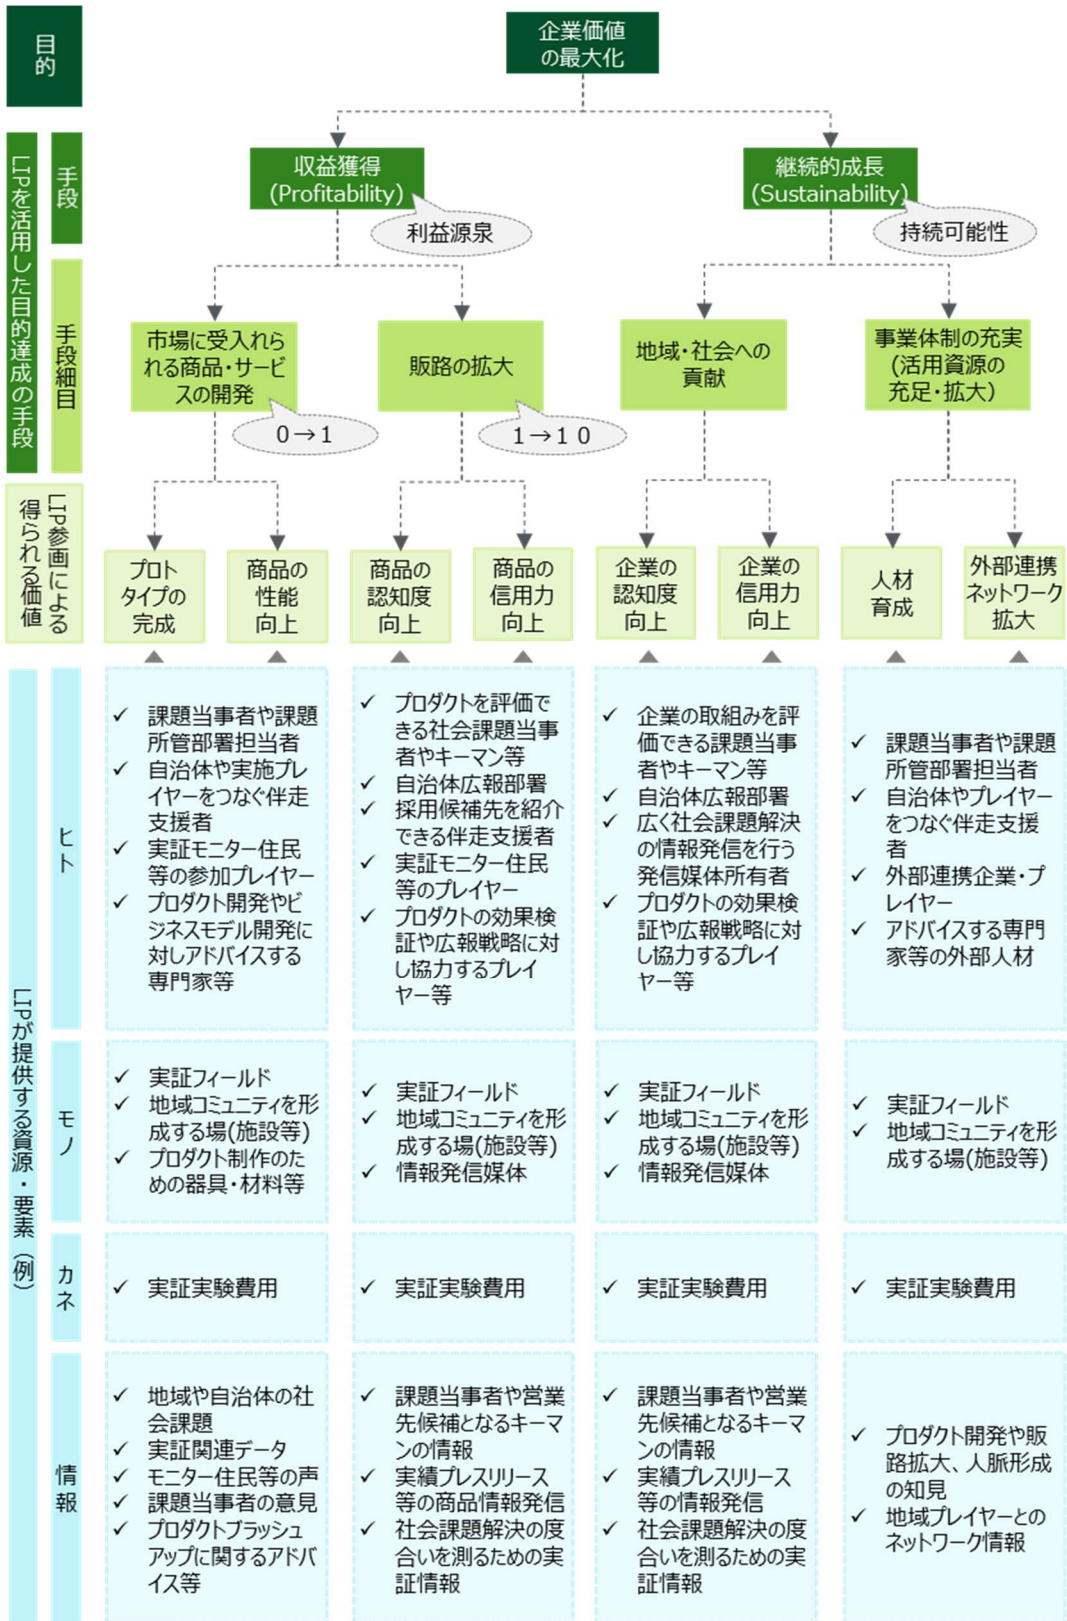 目的
企業価値
の最大化
LIPを活用した目的達成の手段
手段
収益獲得
(Profitability)
利益源泉
継続的成長
(Sustainability)
持続可能性
手段細目
市場に受入れら
れる商品・サービ
スの開発
0→1
販路の拡大
1→10
地域・社会への
貢献
事業体制の充実
(活用資源の
充足・拡大)
LIP参画による
得られる価値
プロト
タイプの
完成
商品の
性能
向上
商品の
認知度
向上
商品の
信用力
向上
企業の
認知度
向上
企業の
信用力
向上
人材
育成
外部連携
ネットワーク
拡大
LIPが提供する資源・要素（例）
ヒト
✓ 課題当事者や課題
所管部署担当者
✓ 自治体や実施プレ
イヤーをつなぐ伴走
支援者
✓ 実証モニター住民
等の参加プレイヤー
✓ プロダクト開発やビ
ジネスモデル開発に
対しアドバイスする
専門家等
✓ プロダクトを評価で
きる社会課題当事
者やキーマン等
✓ 自治体広報部署
✓ 採用候補先を紹介
できる伴走支援者
✓ 実証モニター住民
等のプレイヤー
✓ プロダクトの効果検
証や広報戦略に対
し協力するプレイ
ヤー等
✓ 企業の取組みを評
価できる課題当事
者やキーマン等
✓ 自治体広報部署
✓ 広く社会課題解決
の情報発信を行う
発信媒体所有者
✓ プロダクトの効果検
証や広報戦略に対
し協力するプレイ
ヤー等
✓ 課題当事者や課題
所管部署担当者
✓ 自治体やプレイヤー
をつなぐ伴走支援
者
✓ 外部連携企業・プ
レイヤー
✓ アドバイスする専門
家等の外部人材
モノ
✓ 実証フィールド
✓ 地域コミュニティを形
成する場(施設等)
✓ プロダクト制作のた
めの器具・材料等
✓ 実証フィールド
✓ 地域コミュニティを形
成する場(施設等)
✓ 情報発信媒体
✓ 実証フィールド
✓ 地域コミュニティを形
成する場(施設等)
✓ 情報発信媒体
✓ 実証フィールド
✓ 地域コミュニティを形
成する場(施設等)
カネ
✓ 実証実験費用
✓ 実証実験費用
✓ 実証実験費用
✓ 実証実験費用
情報
✓ 地域や自治体の社
会課題
✓ 実証関連データ
✓ モニター住民等の声
✓ 課題当事者の意見
✓ プロダクトブラッシュ
アップに関するアドバ
イス等
✓ 課題当事者や営業
先候補となるキーマ
ンの情報
✓ 実績プレスリリース
等の商品情報発信
✓ 社会課題解決の度
合いを測るための実
証情報
✓ 課題当事者や営業
先候補となるキーマ
ンの情報
✓ 実績プレスリリース
等の情報発信
✓ 社会課題解決の度
合いを測るための実
証情報
✓ プロダクト開発や販
路拡大、人脈形成
の知見
✓ 地域プレイヤーとの
ネットワーク情報